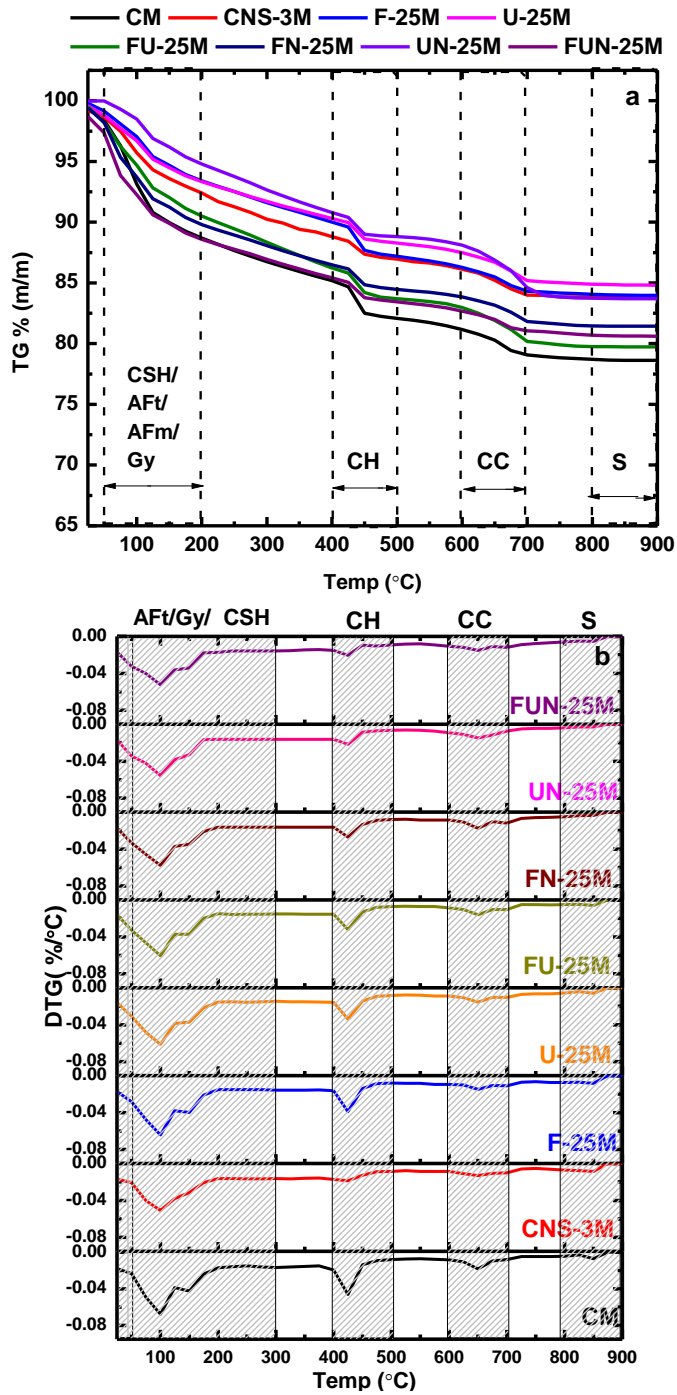 CM CNS-3M F-25M U-25M
FU-25M FN-25M UN-25M FUN-25M
a
100
95
90
85
80
75
70
65
TG % (m/m)
CSH/
AFt/
AFm/
Gy
CH
CC
S
100 200 300 400 500 600 700 800 900
Temp (°C)
AFt/Gy/ CSH CH CC S
b
0.00
-0.04
-0.08
FUN-25M
0.00
-0.04
-0.08
UN-25M
0.00
-0.04
-0.08
FN-25M
0.00
-0.04
-0.08
FU-25M
0.00
-0.04
-0.08
U-25M
0.00
-0.04
-0.08
F-25M
0.00
-0.04
-0.08
CNS-3M
0.00
-0.04
-0.08
CM
DTG( %/°C)
100 200 300 400 500 600 700 800 900
Temp (°C)